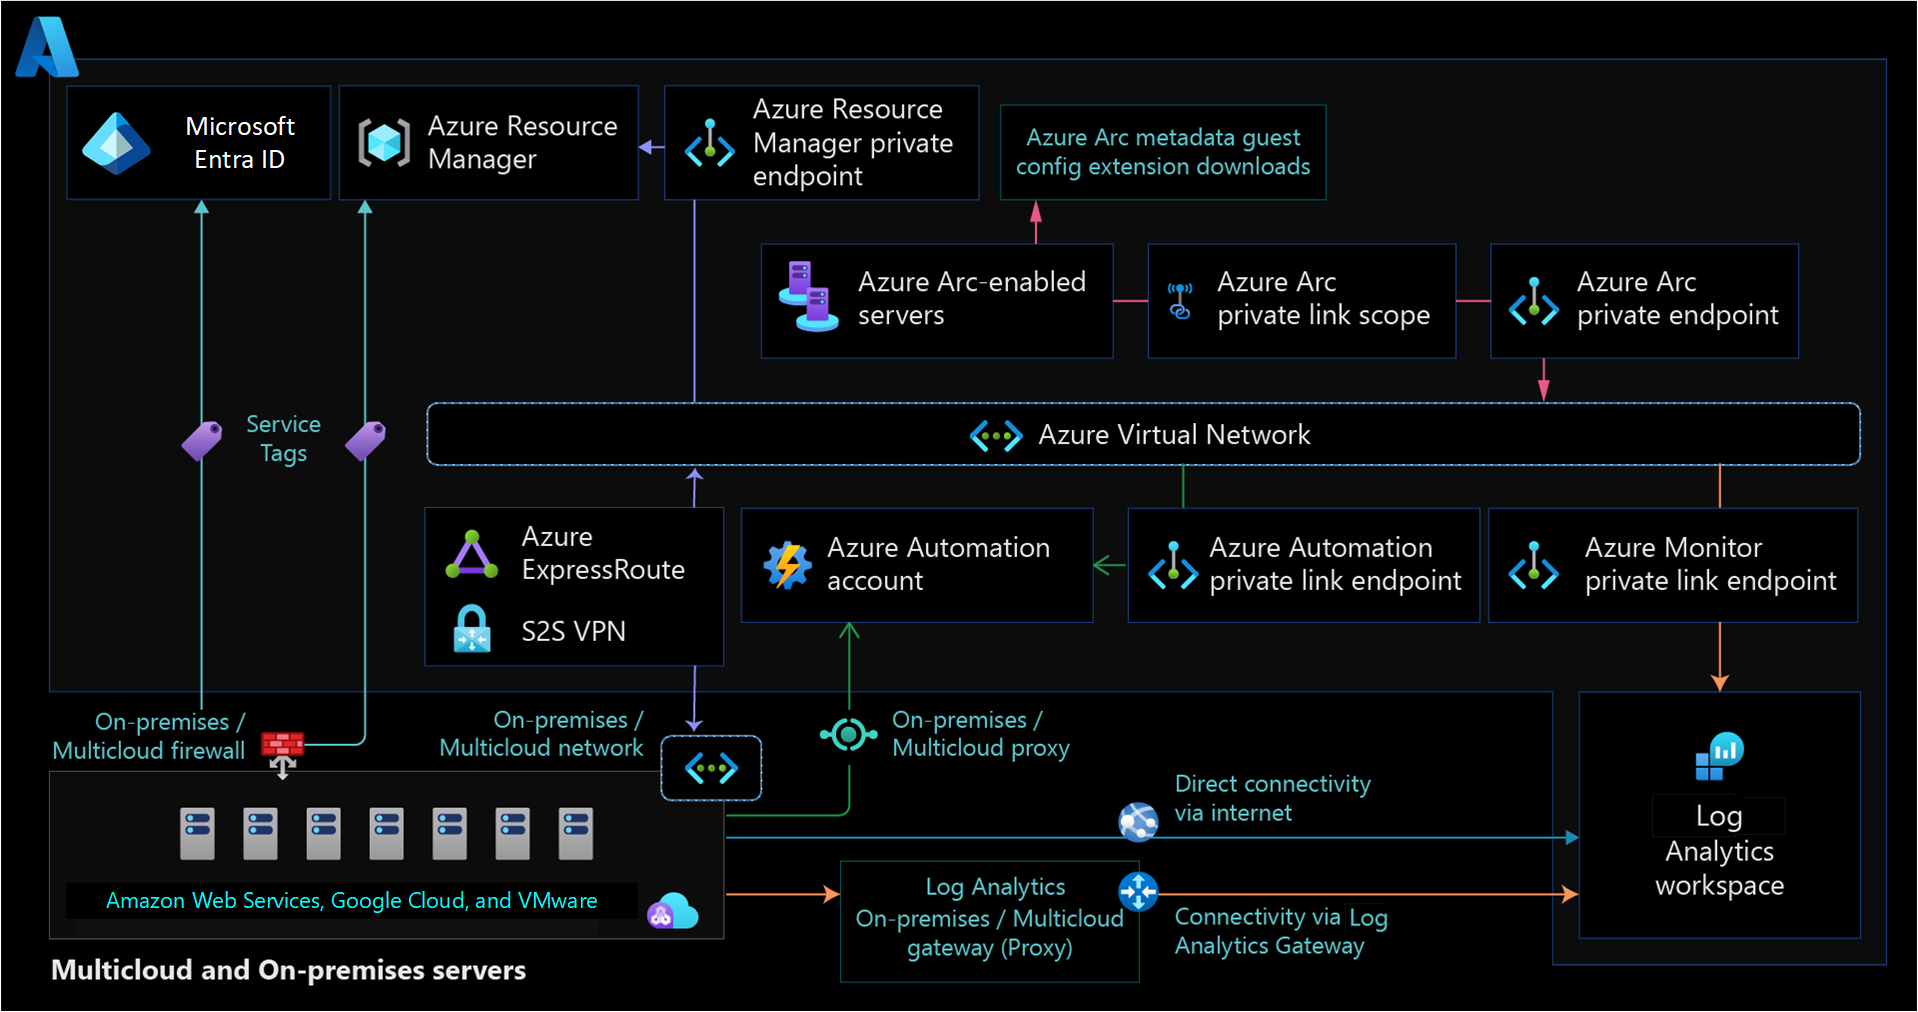 Microsoft
Entra ID
Azure Resource
Manager
Azure Resource
Manager private
endpoint
Azure Arc metadata guest
config extension downloads
Azure Arc-enabled
servers
Azure Arc
private link scope
Azure Arc
private endpoint
Service
Tags
Azure Virtual Network
Azure
ExpressRoute
S2S VPN
Azure Automation
account
Azure Automation
private link endpoint
Azure Monitor
private link endpoint
On-premises /
Multicloud firewall
On-premises /
Multicloud network
On-premises /
Multicloud proxy
Direct connectivity
via internet
Log
Analytics
workspace
Amazon Web Services, Google Cloud, and VMware
Log Analytics
On-premises / Multicloud
gateway (Proxy)
Connectivity via Log
Analytics Gateway
Multicloud and On-premises servers